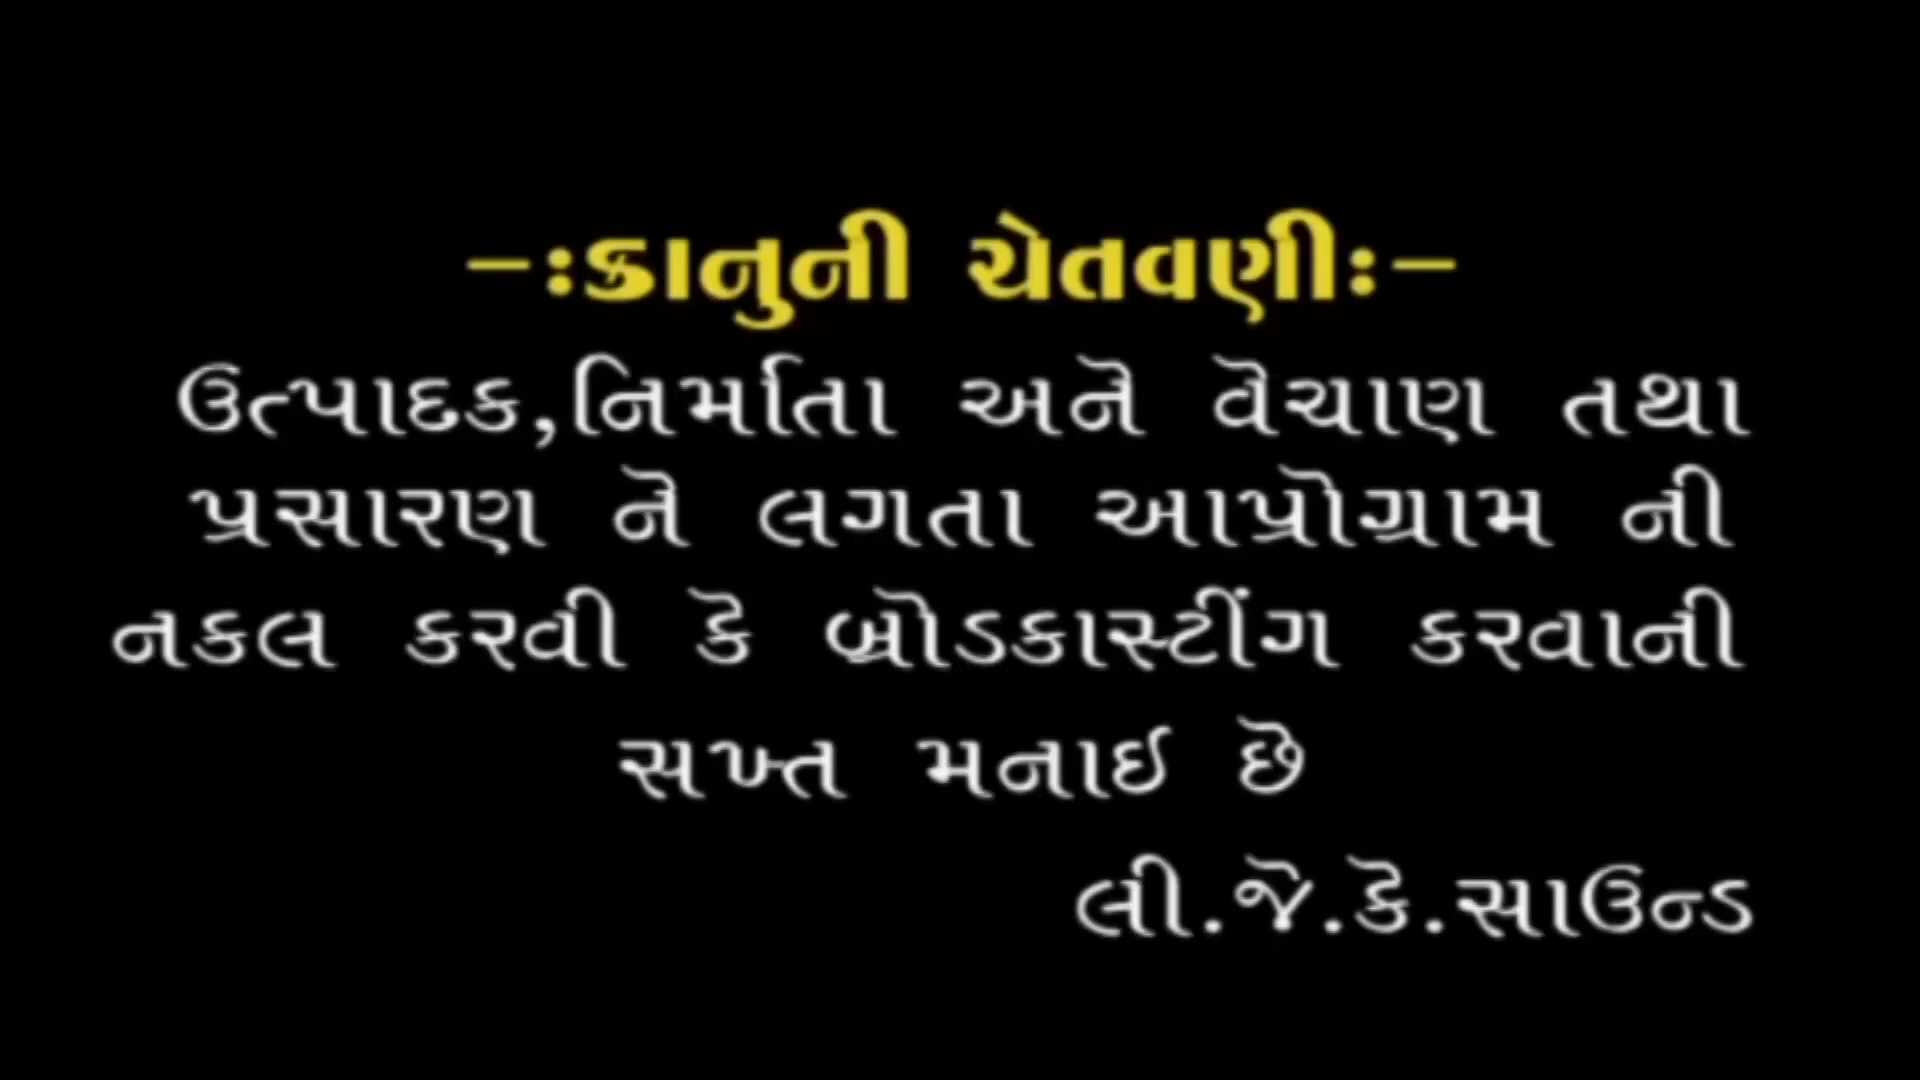 -:કાનુની ચેતવણી:-
ઉત્પાદક,નિર્માતા અને વેચાણ તથા
પ્રસારણ ને લગતા આપ્રોગ્રામ ની
નકલ કરવી કે બ્રોડકાસ્ટીંગ કરવાની
સખ્ત મનાઇ છે
લી.જે.કે.સાઉન્ડ